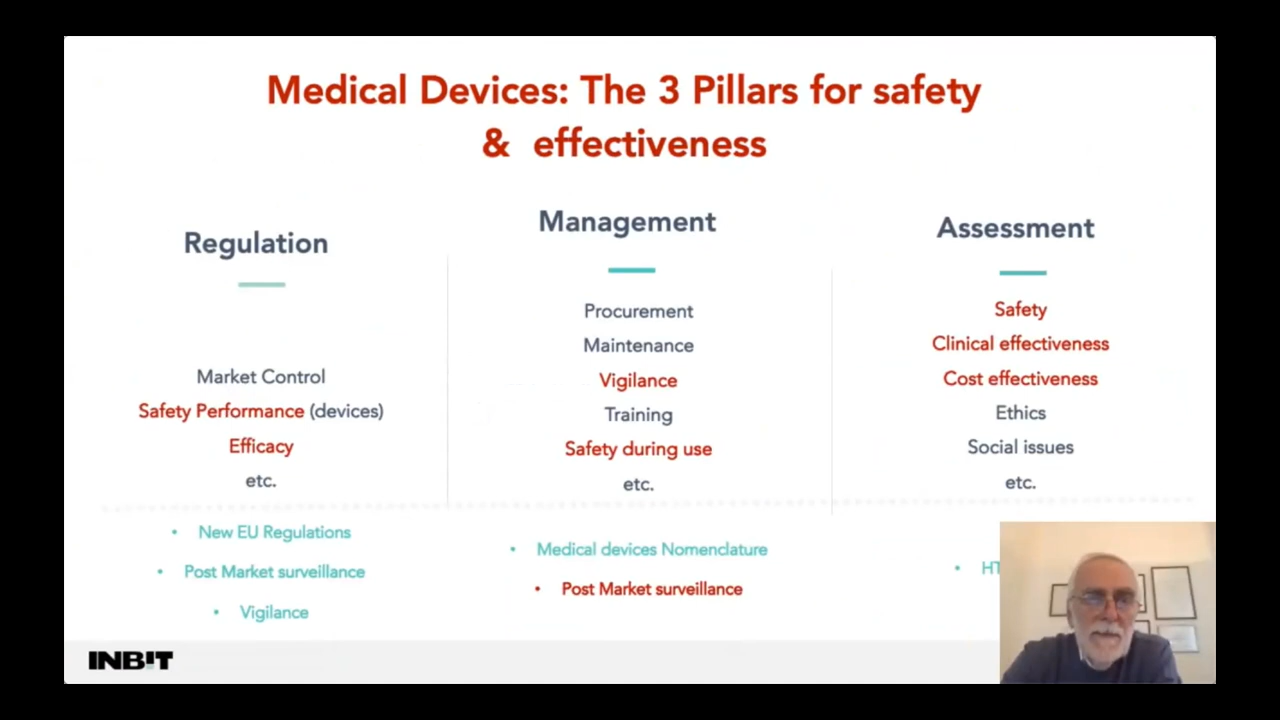 Medical Devices: The 3 Pillars for safety
& effectiveness
Regulation
Market Control
Safety Performance (devices)
Efficacy
etc.
• New EU Regulations
• Post Market surveillance
• Vigilance
Management
Procurement
Maintenance
Vigilance
Training
Safety during use
etc.
• Medical devices Nomenclature
• Post Market surveillance
Assessment
Safety
Clinical effectiveness
Cost effectiveness
Ethics
Social issues
etc.
INBIT